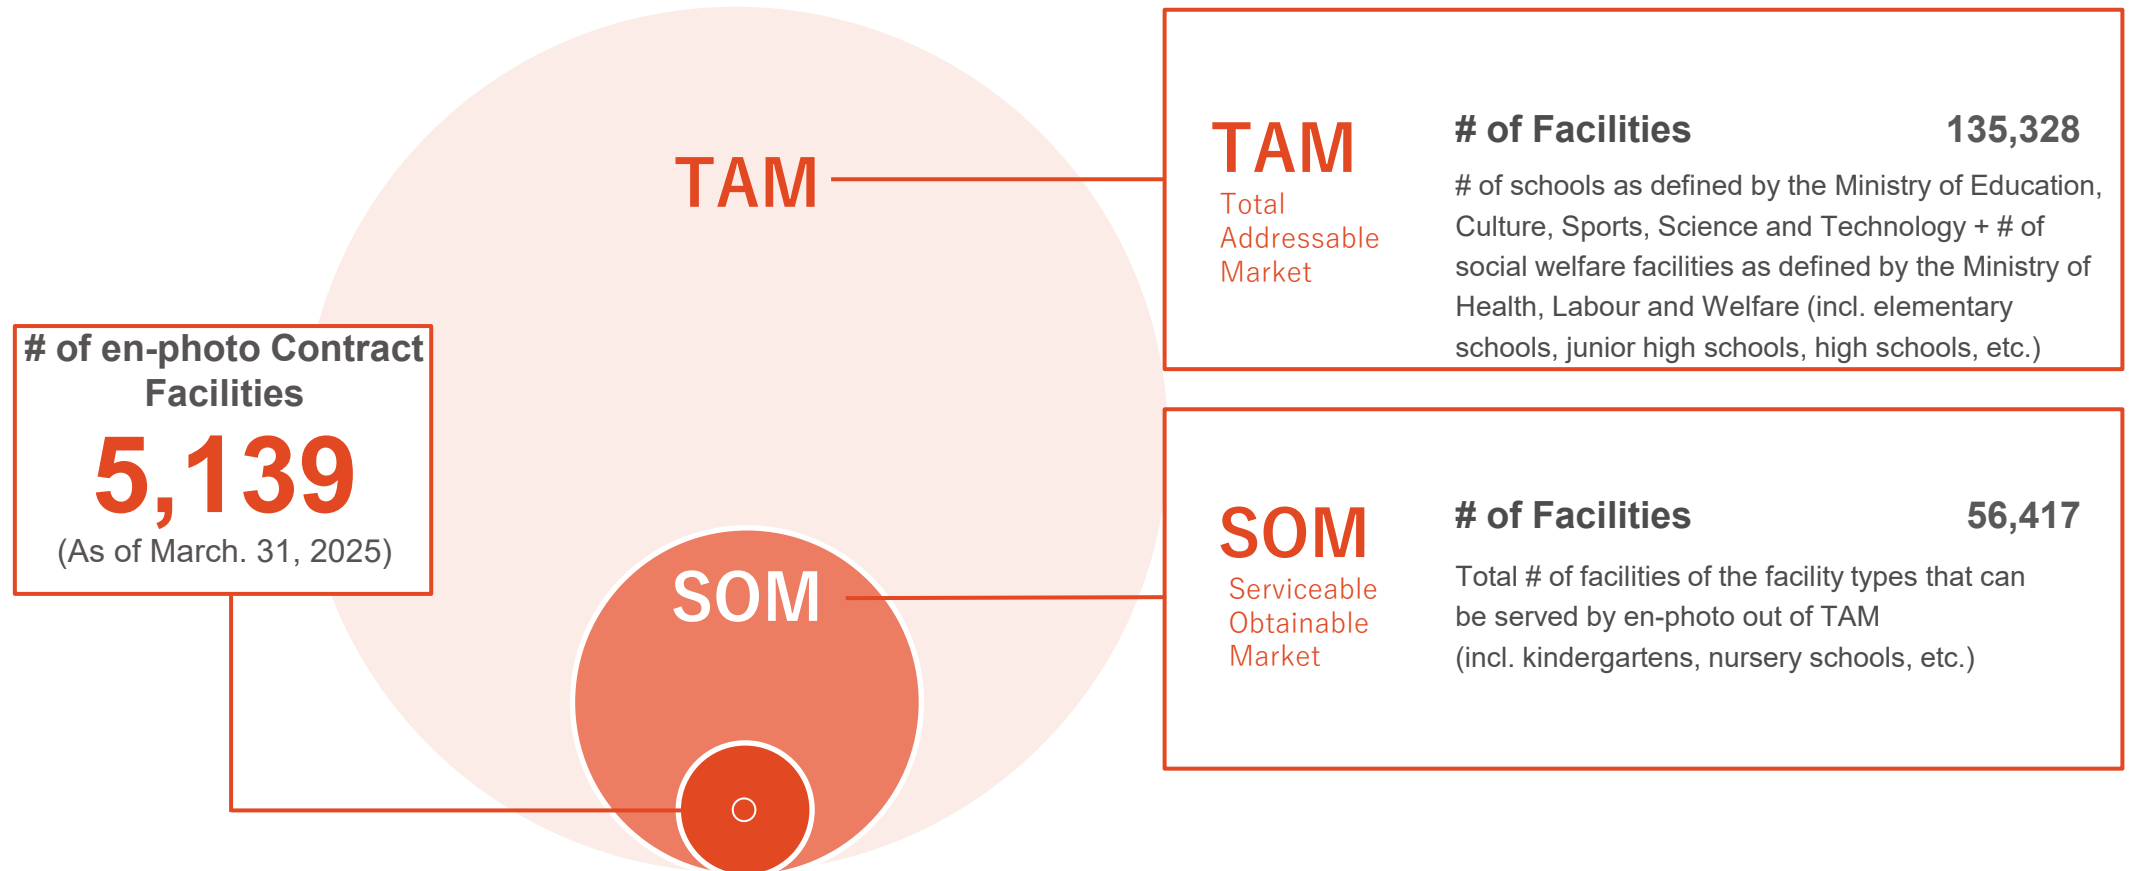 TAM
SOM
# of en-photo Contract
Facilities
5,139
(As of March. 31, 2025)
TAM
Total
Addressable
Market
# of Facilities 135,328
# of schools as defined by the Ministry of Education,
Culture, Sports, Science and Technology + # of
social welfare facilities as defined by the Ministry of
Health, Labour and Welfare (incl. elementary
schools, junior high schools, high schools, etc.)
SOM
Serviceable
Obtainable
Market
# of Facilities 56,417
Total # of facilities of the facility types that can
be served by en-photo out of TAM
(incl. kindergartens, nursery schools, etc.)